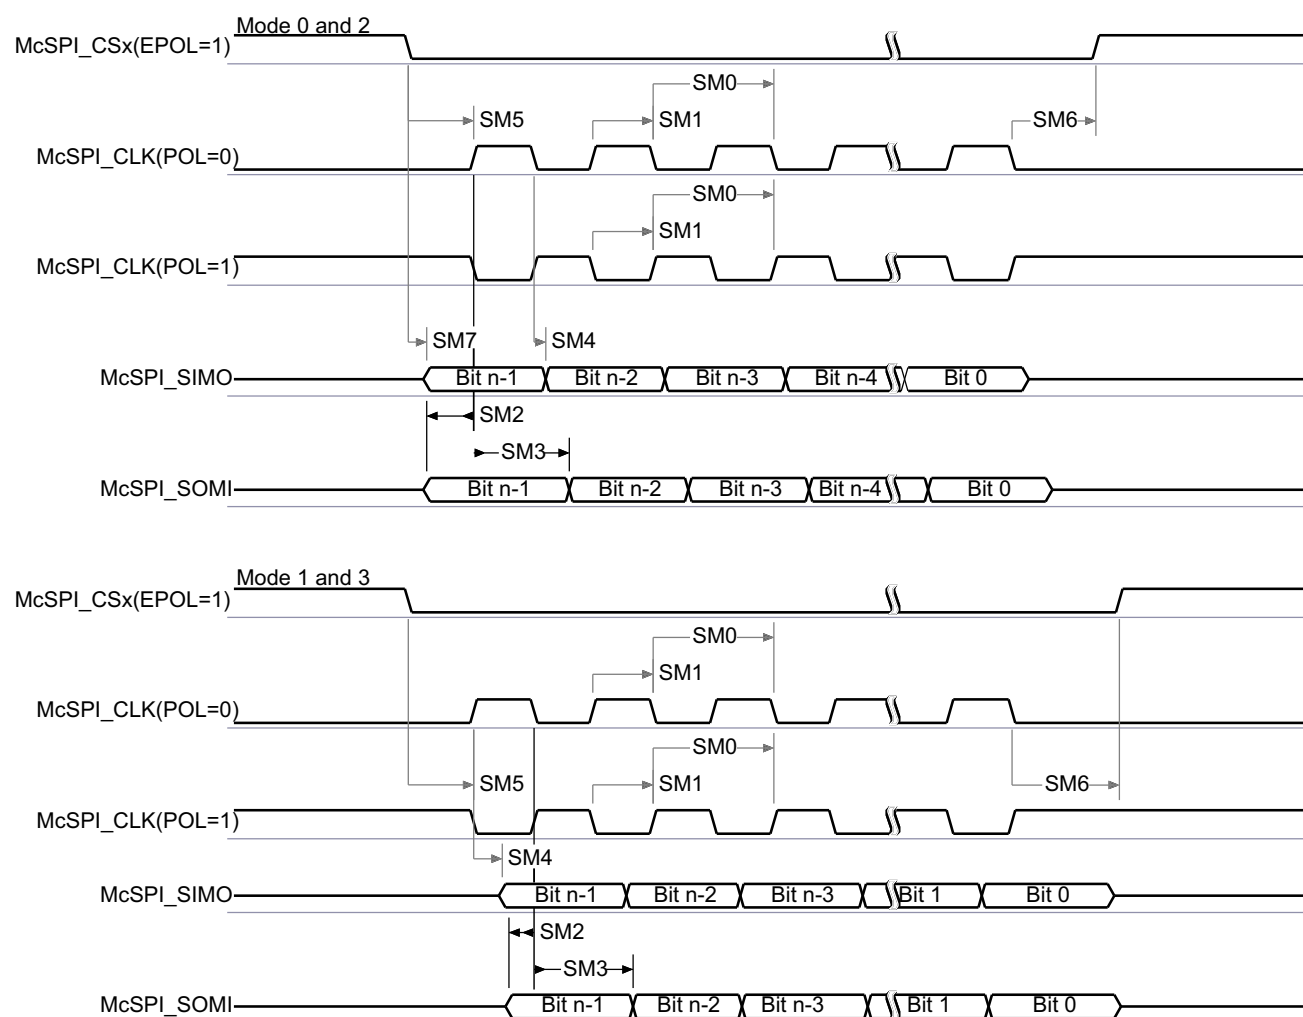 Mode 0 and 2
McSPI_CSx(EPOL=1)
SM0
SM5
SM1
SM6
McSPI_CLK(POL=0)
SM0
SM1
McSPI_CLK(POL=1)
SM7
SM4
McSPI_SIMO
Bit n-1
Bit n-2
Bit n-3
Bit n-4
Bit 0
SM2
SM3
McSPI_SOMI
Bit n-1
Bit n-2
Bit n-3
Bit n-4
Bit 0
Mode 1 and 3
McSPI_CSx(EPOL=1)
SM0
SM1
McSPI_CLK(POL=0)
SM0
SM5
SM1
SM6
McSPI_CLK(POL=1)
SM4
McSPI_SIMO
Bit n-1
Bit n-2
Bit n-3
Bit 1
Bit 0
SM2
SM3
McSPI_SOMI
Bit n-1
Bit n-2
Bit n-3
Bit 1
Bit 0